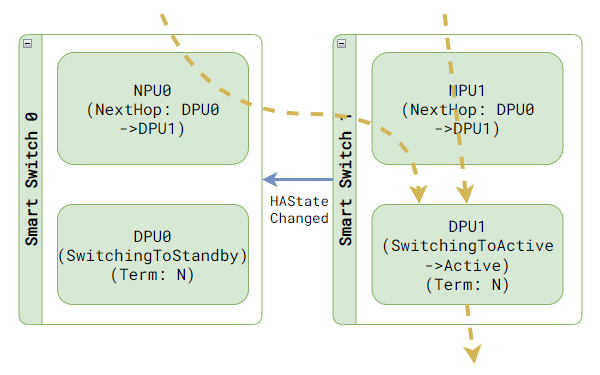 Smart Switch 0
NPU0
(NextHop: DPU0
->DPU1)
DPU0
(SwitchingToStandby)
(Term: N)
HAState
Changed
Smart Switch 1
NPU1
(NextHop: DPU0
->DPU1)
DPU1
(SwitchingToActive
->Active)
(Term: N)